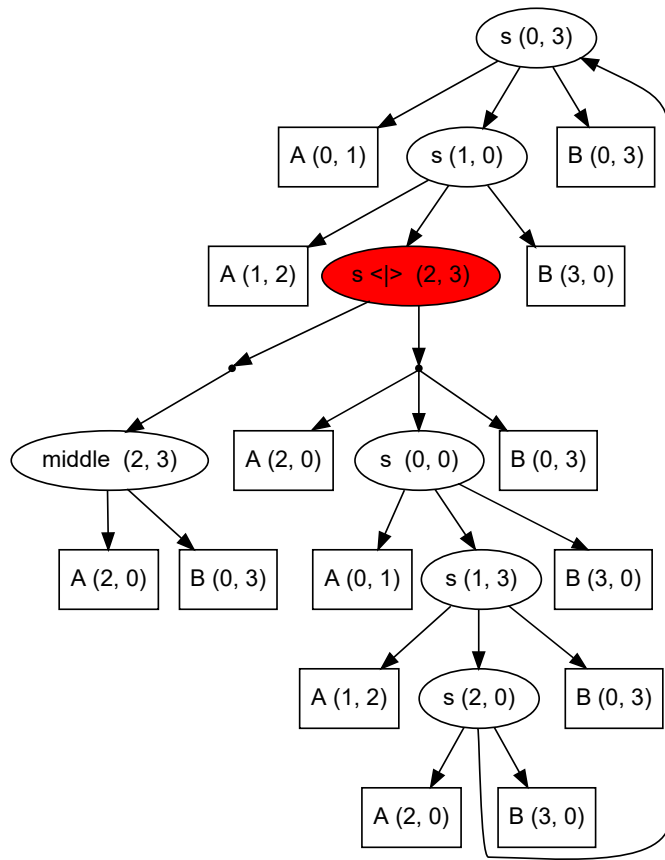 s (0, 3)
A (0, 1)
s (1, 0)
B (0, 3)
A (1, 2)
s <|> (2, 3)
B (3, 0)
middle (2, 3)
A (2, 0)
s (0, 0)
B (0, 3)
A (2, 0)
B (0, 3)
A (0, 1)
s (1, 3)
B (3, 0)
A (1, 2)
s (2, 0)
B (0, 3)
A (2, 0)
B (3, 0)